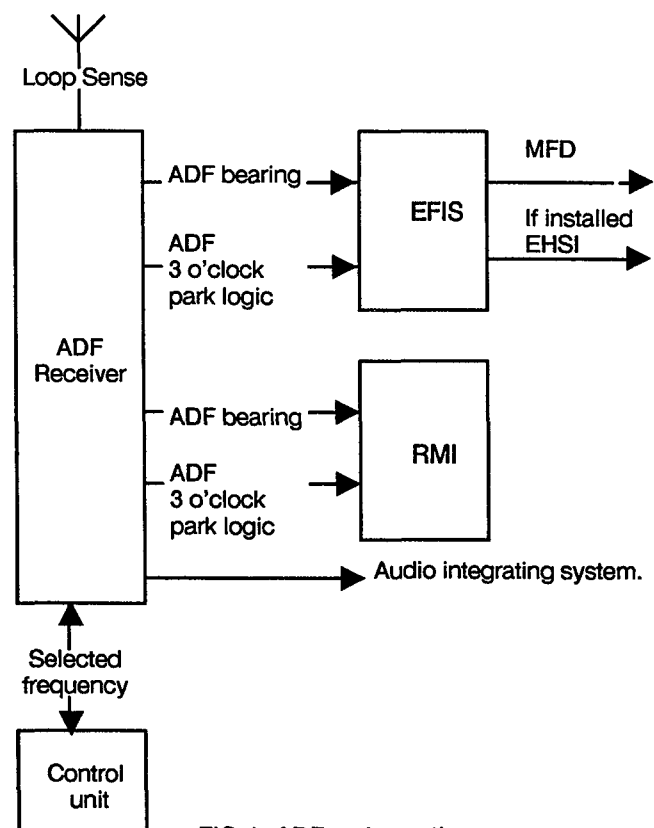 Loop Sense
ADF bearing
MFD
EFIS
If installed
EHSI
ADF
3 o'clock
park logic
ADF
Receiver
ADF bearing
RMI
ADF
3 o'clock
park logic
Audio integrating system.
Selected
frequency
Control
unit